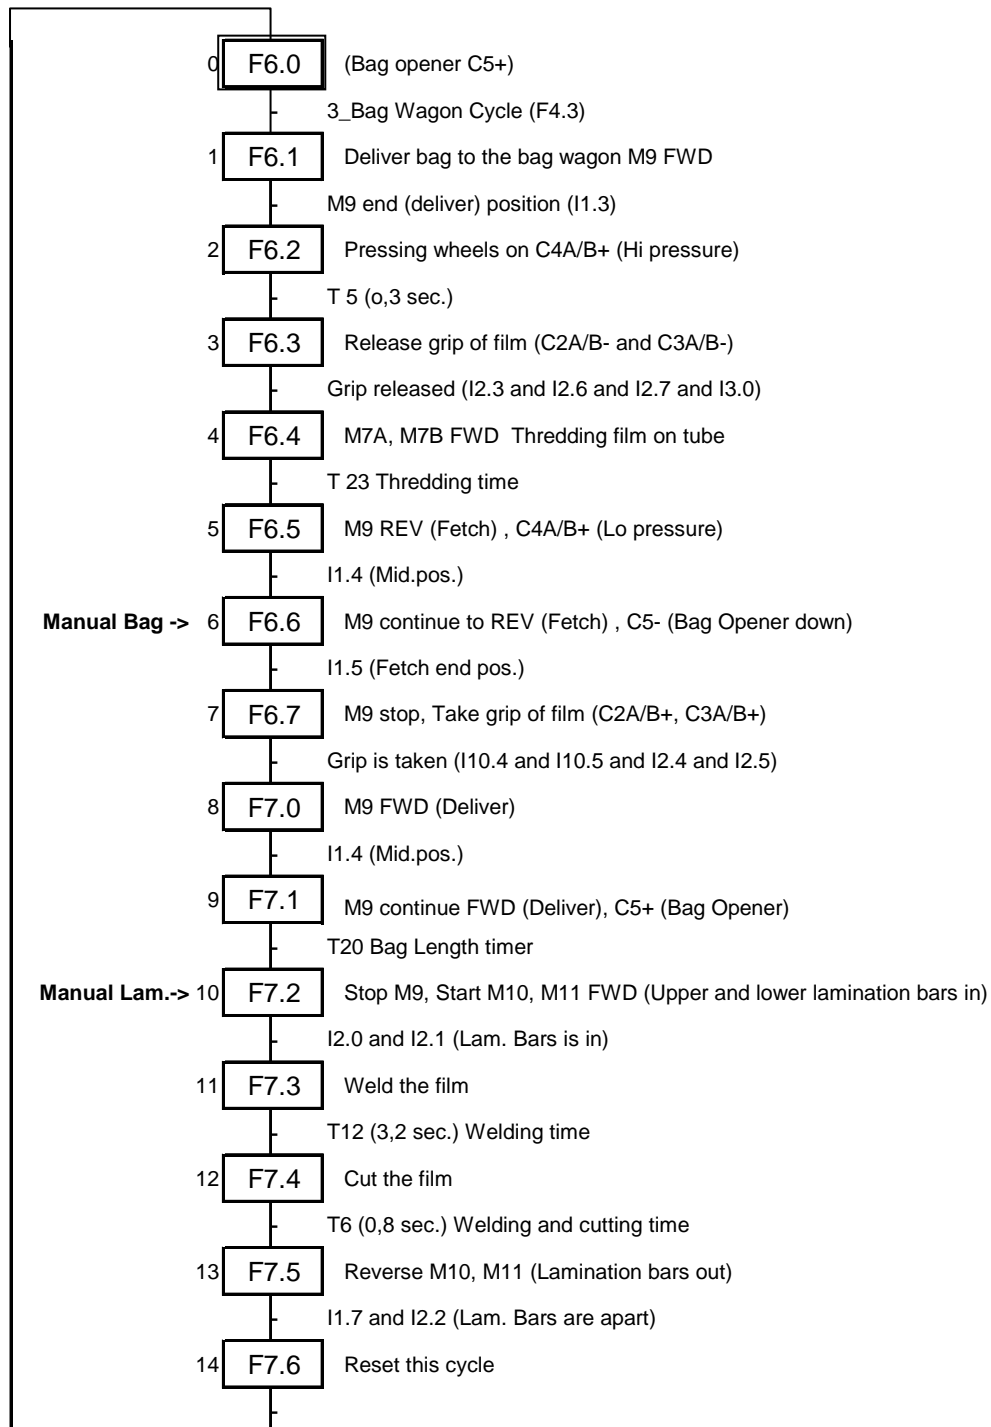 0 F6.0 (Bag opener C5+)
3_Bag Wagon Cycle (F4.3)
1 F6.1 Deliver bag to the bag wagon M9 FWD
M9 end (deliver) position (I1.3)
2 F6.2 Pressing wheels on C4A/B+ (Hi pressure)
T 5 (o,3 sec.)
3 F6.3 Release grip of film (C2A/B- and C3A/B-)
Grip released (I2.3 and I2.6 and I2.7 and I3.0)
4 F6.4 M7A, M7B FWD Thredding film on tube
T 23 Thredding time
5 F6.5 M9 REV (Fetch) , C4A/B+ (Lo pressure)
I1.4 (Mid.pos.)
Manual Bag -> 6 F6.6 M9 continue to REV (Fetch) , C5- (Bag Opener down)
I1.5 (Fetch end pos.)
7 F6.7 M9 stop, Take grip of film (C2A/B+, C3A/B+)
Grip is taken (I10.4 and I10.5 and I2.4 and I2.5)
8 F7.0 M9 FWD (Deliver)
I1.4 (Mid.pos.)
9 F7.1 M9 continue FWD (Deliver), C5+ (Bag Opener)
T20 Bag Length timer
Manual Lam.-> 10 F7.2 Stop M9, Start M10, M11 FWD (Upper and lower lamination bars in)
I2.0 and I2.1 (Lam. Bars is in)
11 F7.3 Weld the film
T12 (3,2 sec.) Welding time
12 F7.4 Cut the film
T6 (0,8 sec.) Welding and cutting time
13 F7.5 Reverse M10, M11 (Lamination bars out)
I1.7 and I2.2 (Lam. Bars are apart)
14 F7.6 Reset this cycle